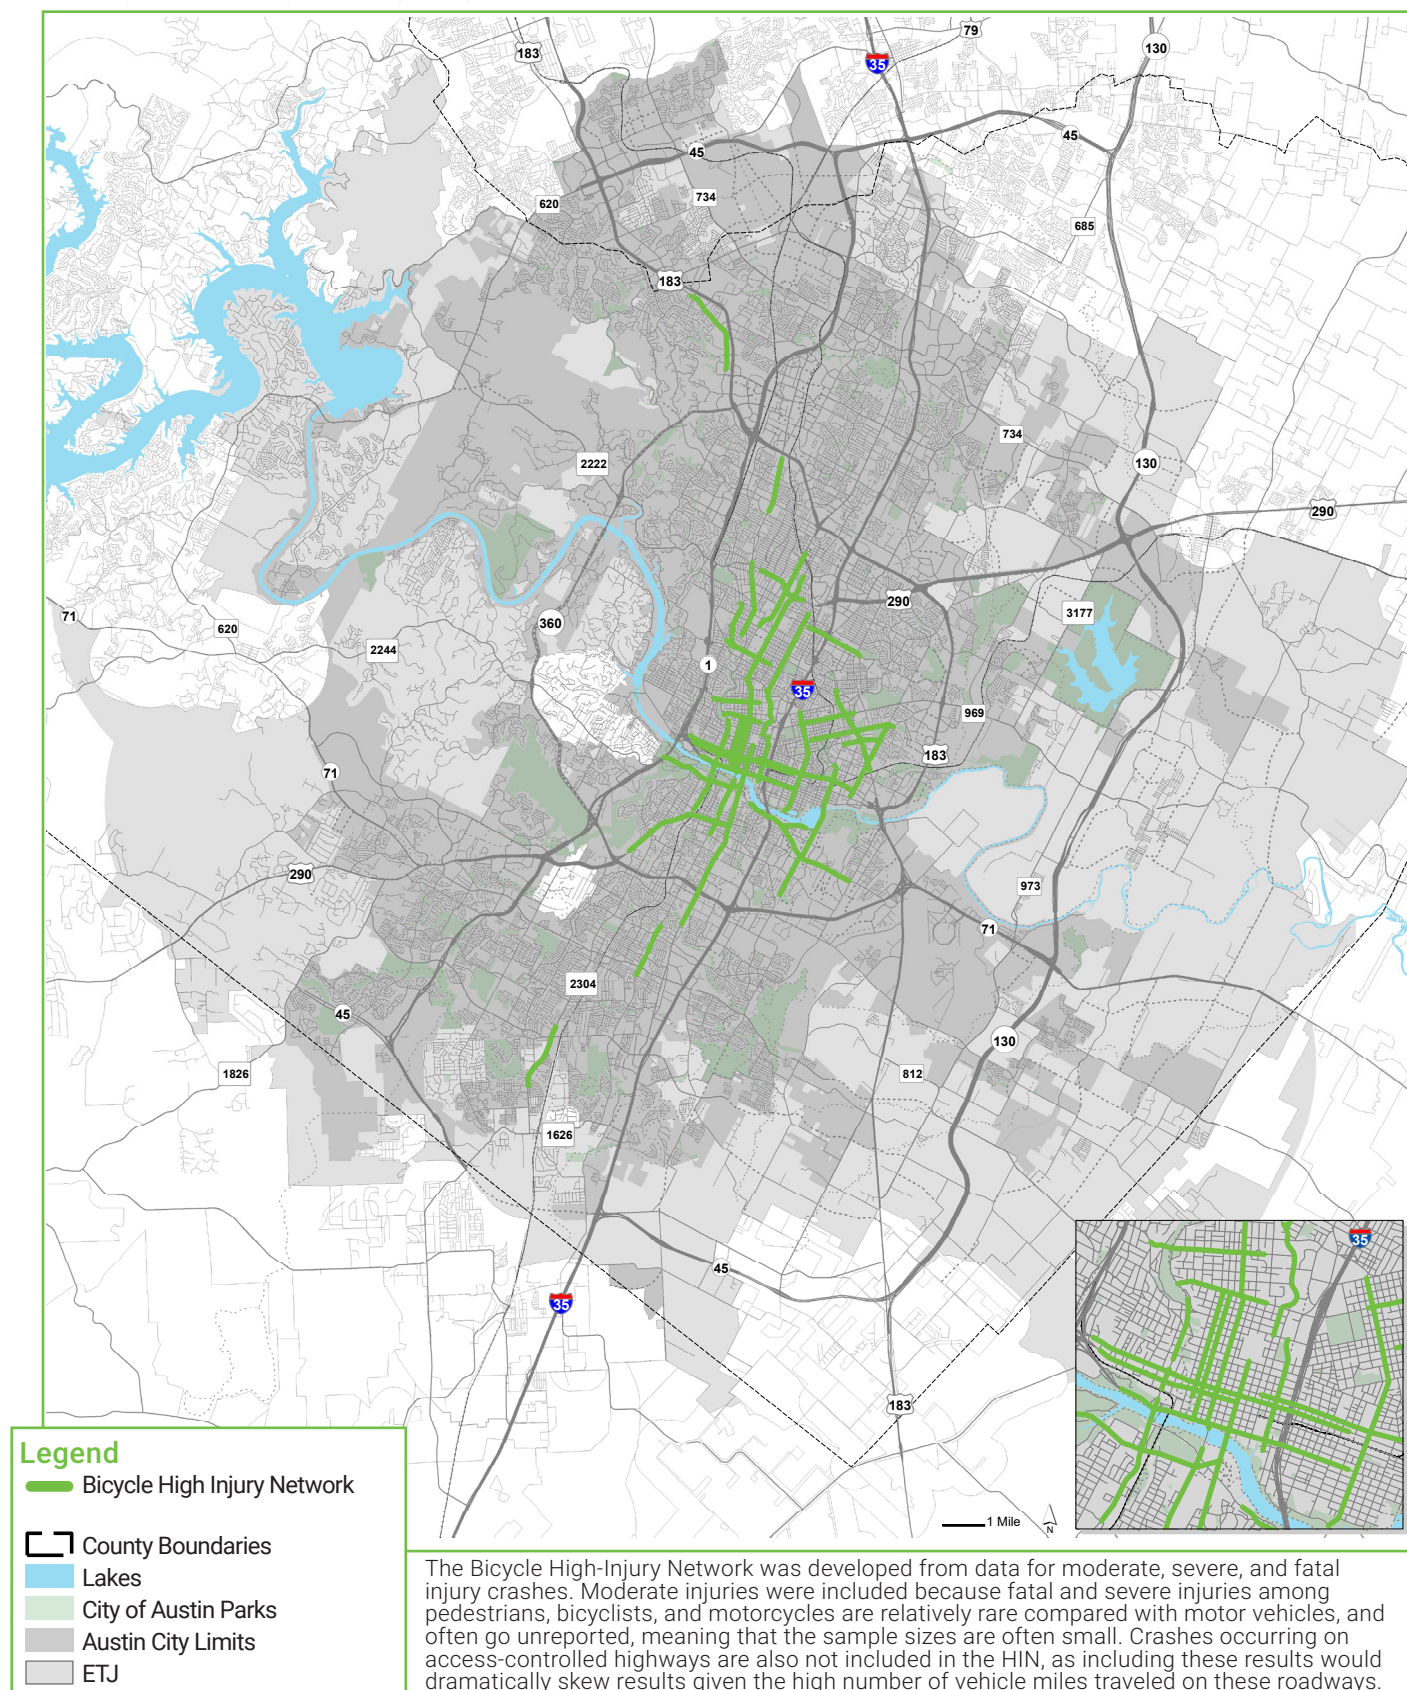 183
79
35
130
45
45
734
620
685
183
734
2222
130
290
71
620
360
290
3177
2244
1
35
969
183
71
290
973
71
2304
45
130
1826
812
1626
45
35
183
35
1 Mile
N
Legend
Bicycle High Injury Network
County Boundaries
Lakes
City of Austin Parks
Austin City Limits
ETJ
The Bicycle High-Injury Network was developed from data for moderate, severe, and fatal
injury crashes. Moderate injuries were included because fatal and severe injuries among
pedestrians, bicyclists, and motorcycles are relatively rare compared with motor vehicles, and
often go unreported, meaning that the sample sizes are often small. Crashes occurring on
access-controlled highways are also not included in the HIN, as including these results would
dramatically skew results given the high number of vehicle miles traveled on these roadways.